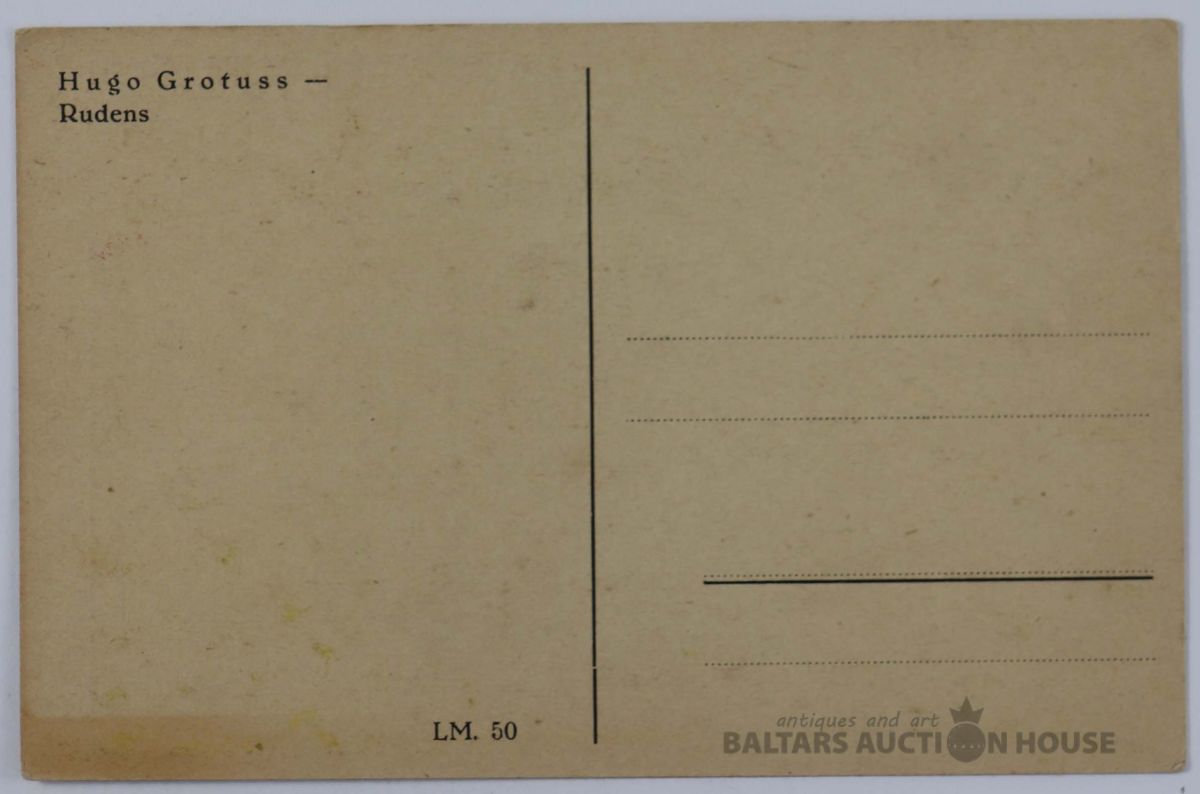 Hugo Grotuss —
Rudens
LM. 50
antiques and art
BALTARS AUCTION HOUSE